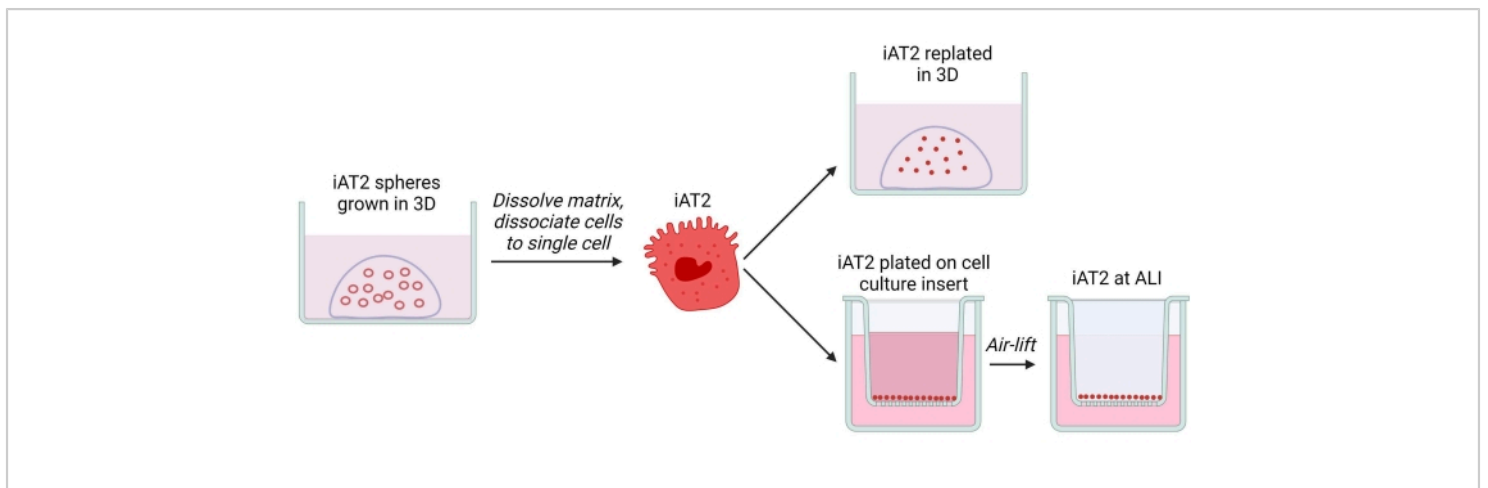 iAT2 spheres
grown in 3D
Dissolve matrix,
dissociate cells
to single cell
iAT2
iAT2 replated
in 3D
iAT2 plated on cell
culture insert
Air-lift
iAT2 at ALI